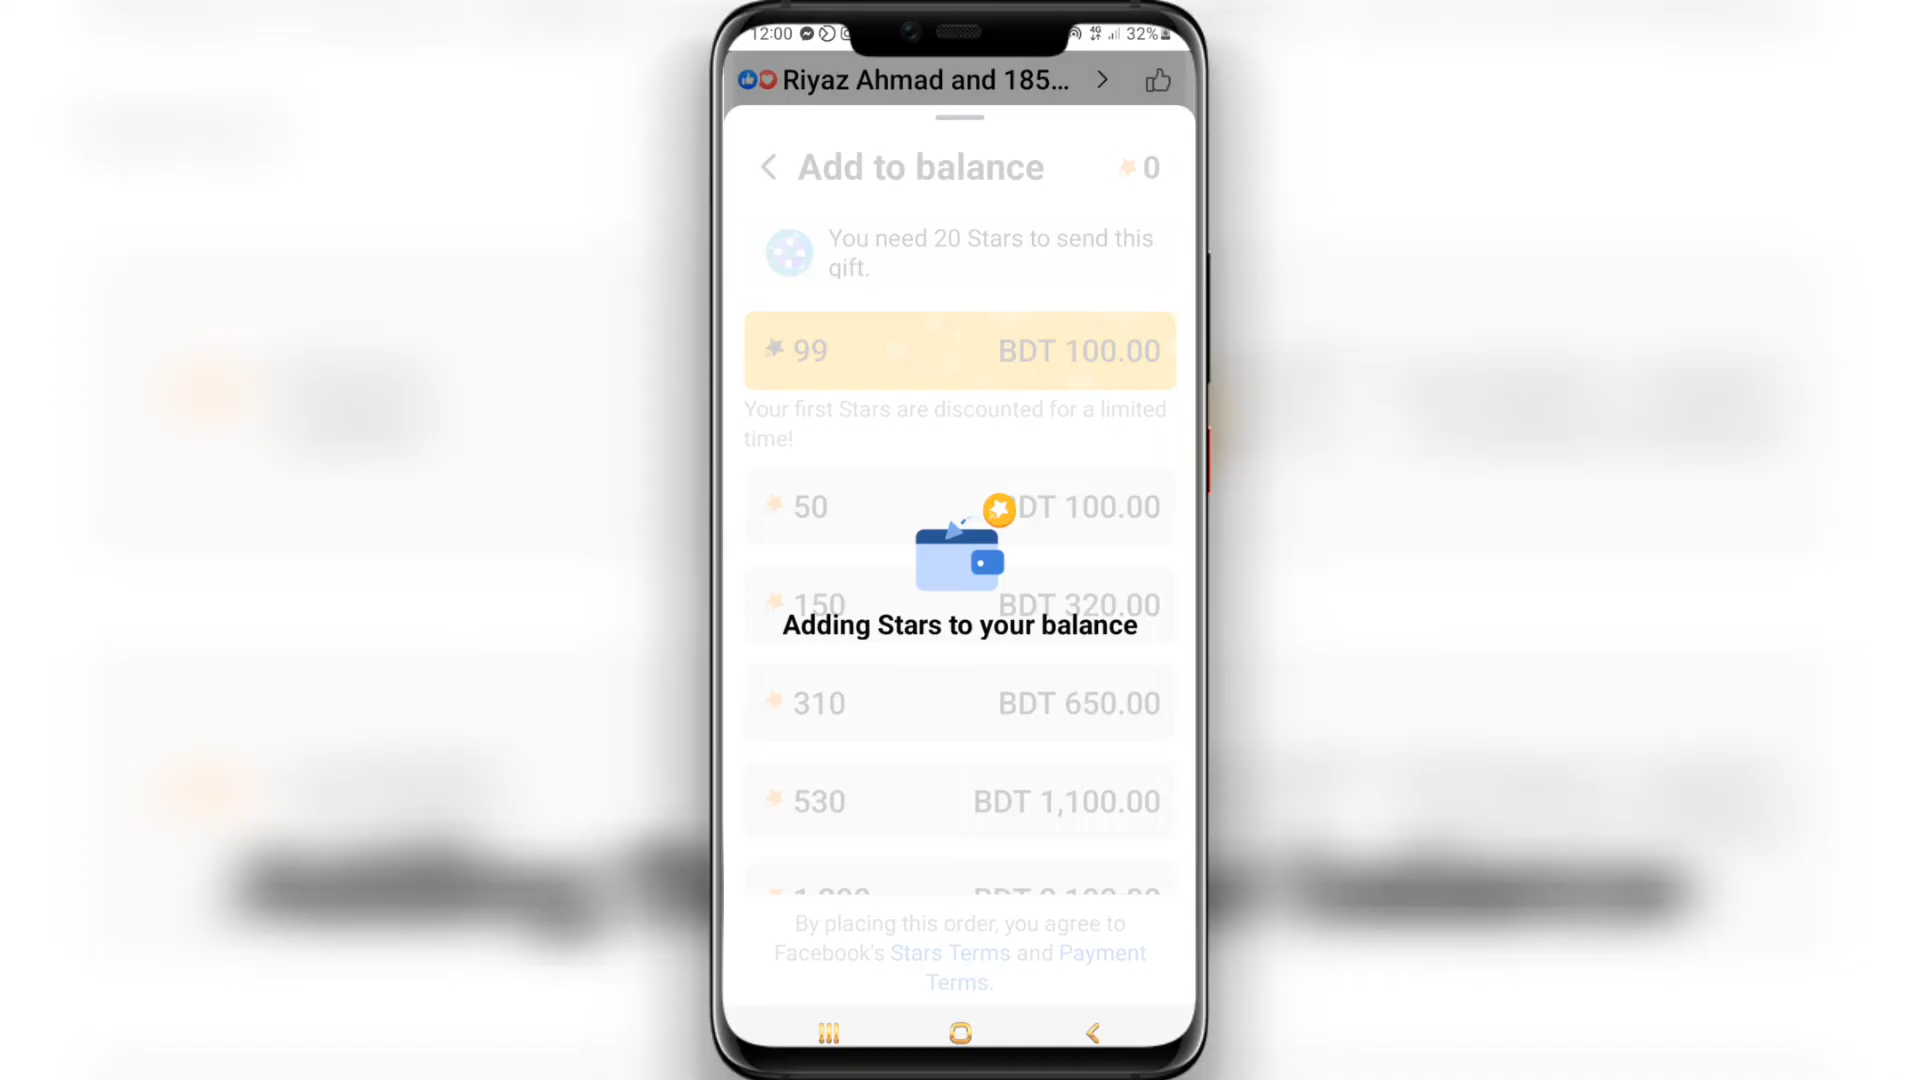 12:00 4G 32%
Riyaz Ahmad and 185...
Add to balance 0
You need 20 Stars to send this
gift.
99 BDT 100.00
Your first Stars are discounted for a limited
time!
50 BDT 100.00
150 BDT 320.00
Adding Stars to your balance
310 BDT 650.00
530 BDT 1,100.00
By placing this order, you agree to
Facebook's Stars Terms and Payment
Terms.